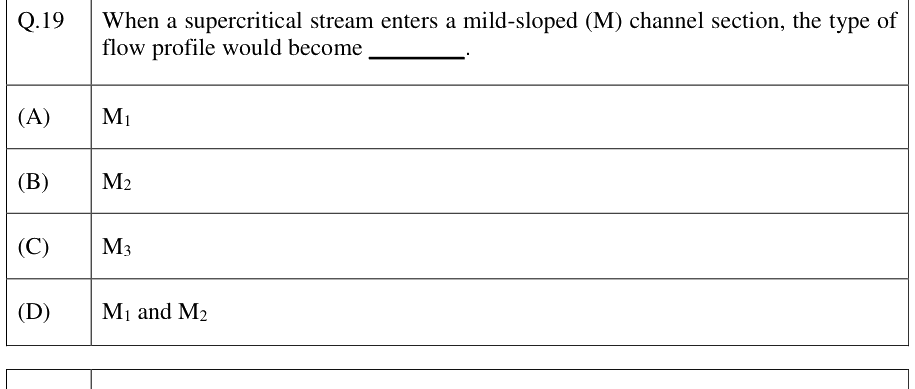 Q.19 When a supercritical stream enters a mild-sloped (M) channel section, the type of
flow profile would become ________.
(A) M₁
(B) M₂
(C) M₃
(D) M₁ and M₂